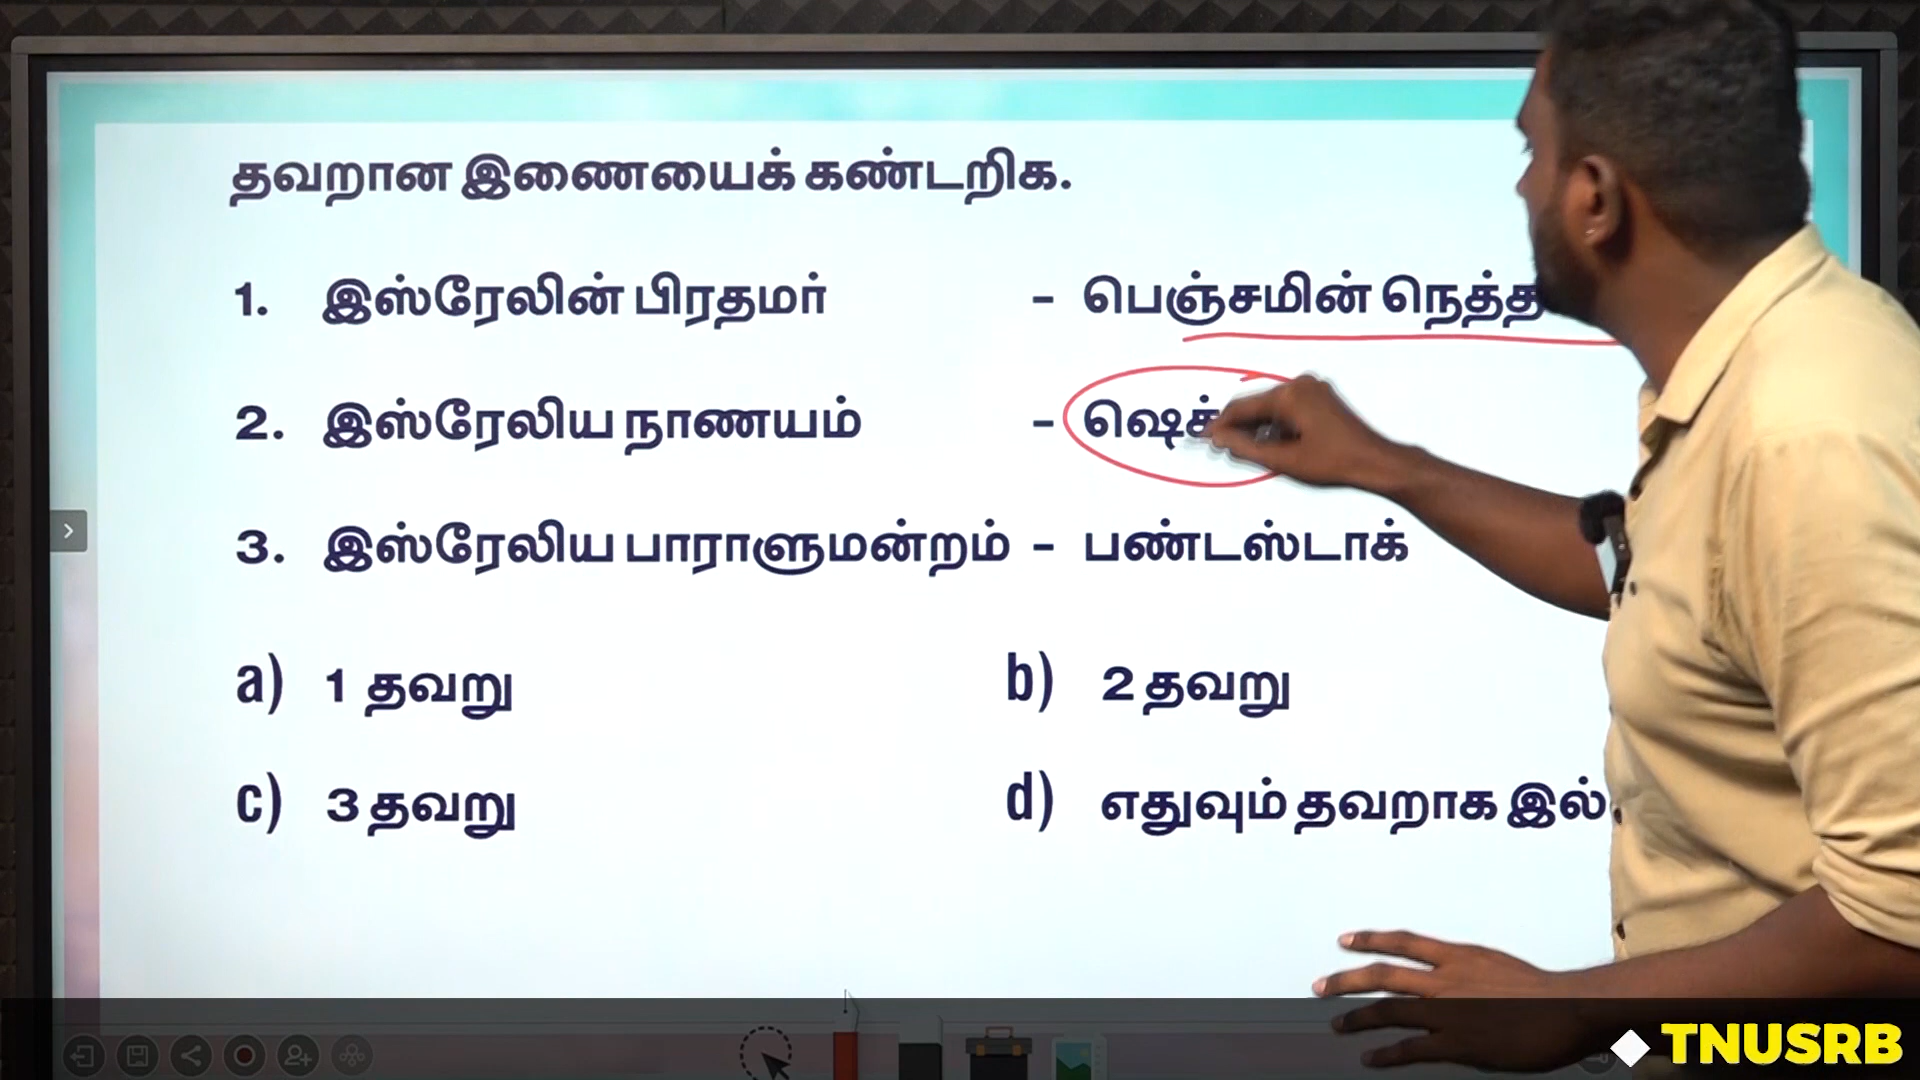 தவறான இணையைக் கண்டறிக.
1. இஸ்ரேலின் பிரதமர் - பெஞ்சமின்
2. இஸ்ரேலிய நாணயம் -
3. இஸ்ரேலிய பாராளுமன்றம் - பண்டஸ்டாக்
a) 1 தவறு b) 2 தவறு
c) 3 தவறு d) எதுவும் தவறாக
TNUSRB